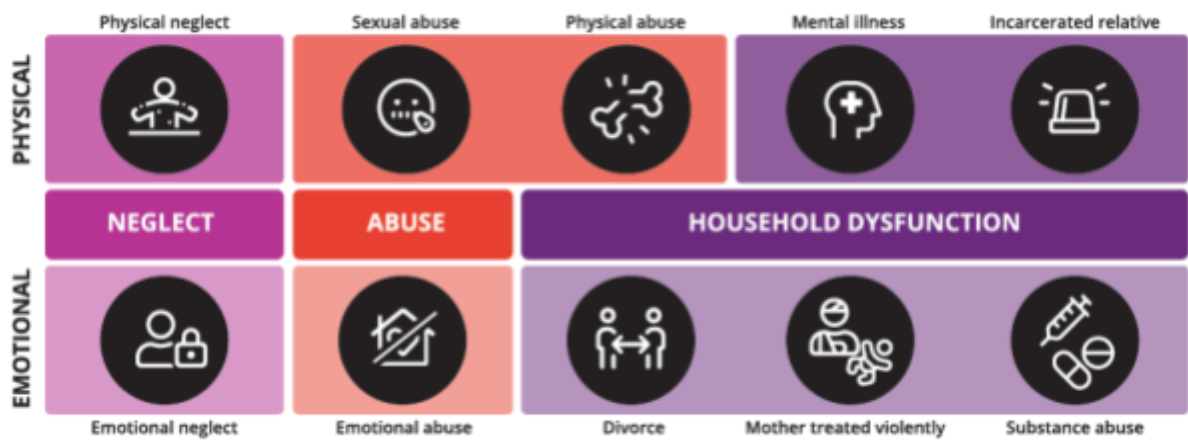 Physical neglect
Sexual abuse
Physical abuse
Mental illness
Incarcerated relative
PHYSICAL
NEGLECT
ABUSE
HOUSEHOLD DYSFUNCTION
EMOTIONAL
Emotional neglect
Emotional abuse
Divorce
Mother treated violently
Substance abuse